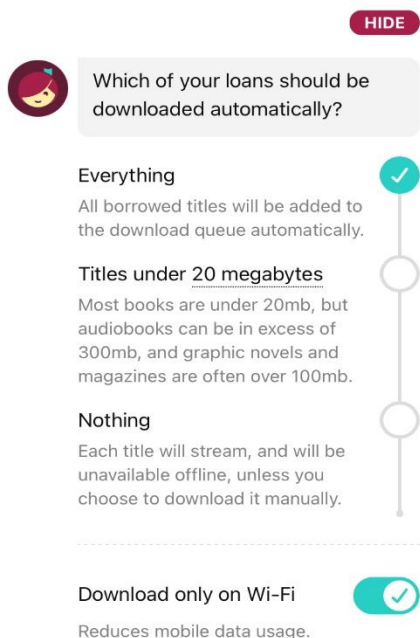 HIDE
Which of your loans should be
downloaded automatically?
Everything
All borrowed titles will be added to
the download queue automatically.
Titles under 20 megabytes
Most books are under 20mb, but
audiobooks can be in excess of
300mb, and graphic novels and
magazines are often over 100mb.
Nothing
Each title will stream, and will be
unavailable offline, unless you
choose to download it manually.
Download only on Wi-Fi
Reduces mobile data usage.